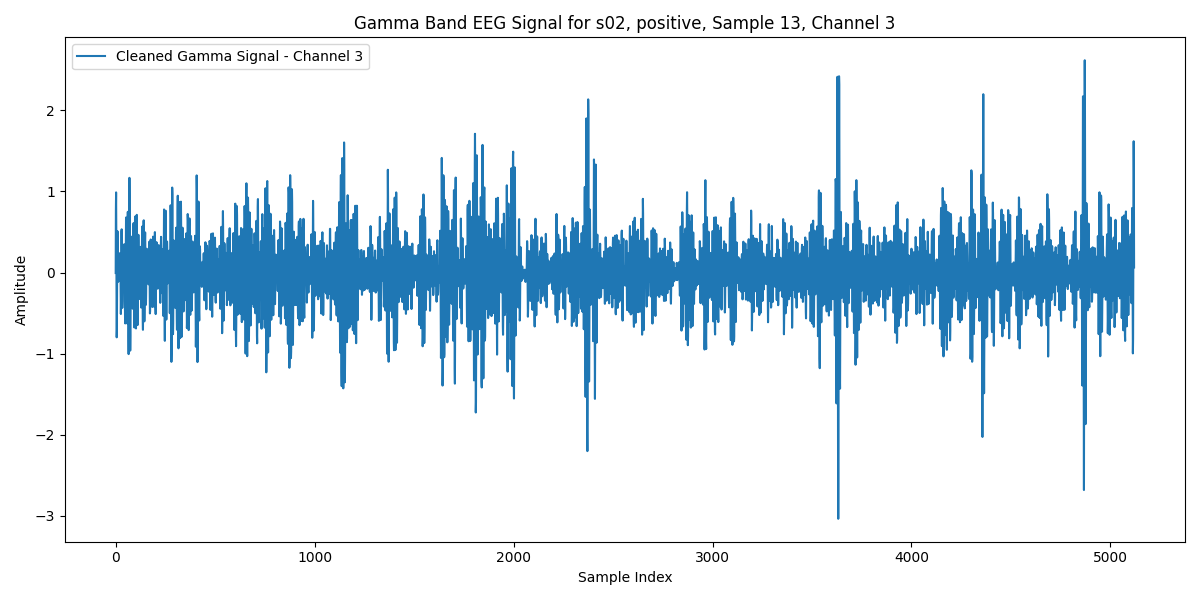 Gamma Band EEG Signal for s02, positive, Sample 13, Channel 3
Cleaned Gamma Signal - Channel 3
Amplitude
2
1
0
−1
−2
−3
0 1000 2000 3000 4000 5000
Sample Index